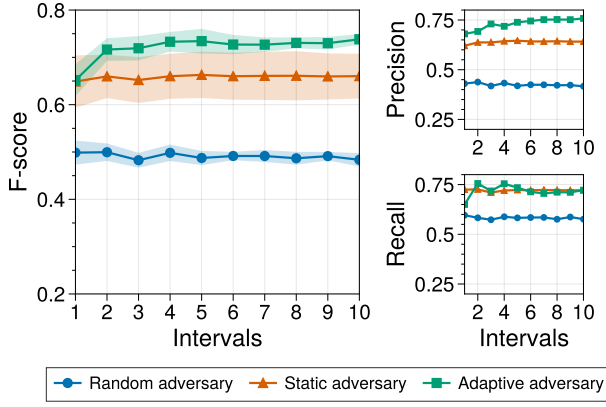 F-score
0.8
0.6
0.4
0.2
1 2 3 4 5 6 7 8 9 10
Intervals
Precision
0.75
0.5
0.25
2 4 6 8 10
Recall
0.75
0.5
0.25
2 4 6 8 10
Intervals
Random adversary Static adversary Adaptive adversary